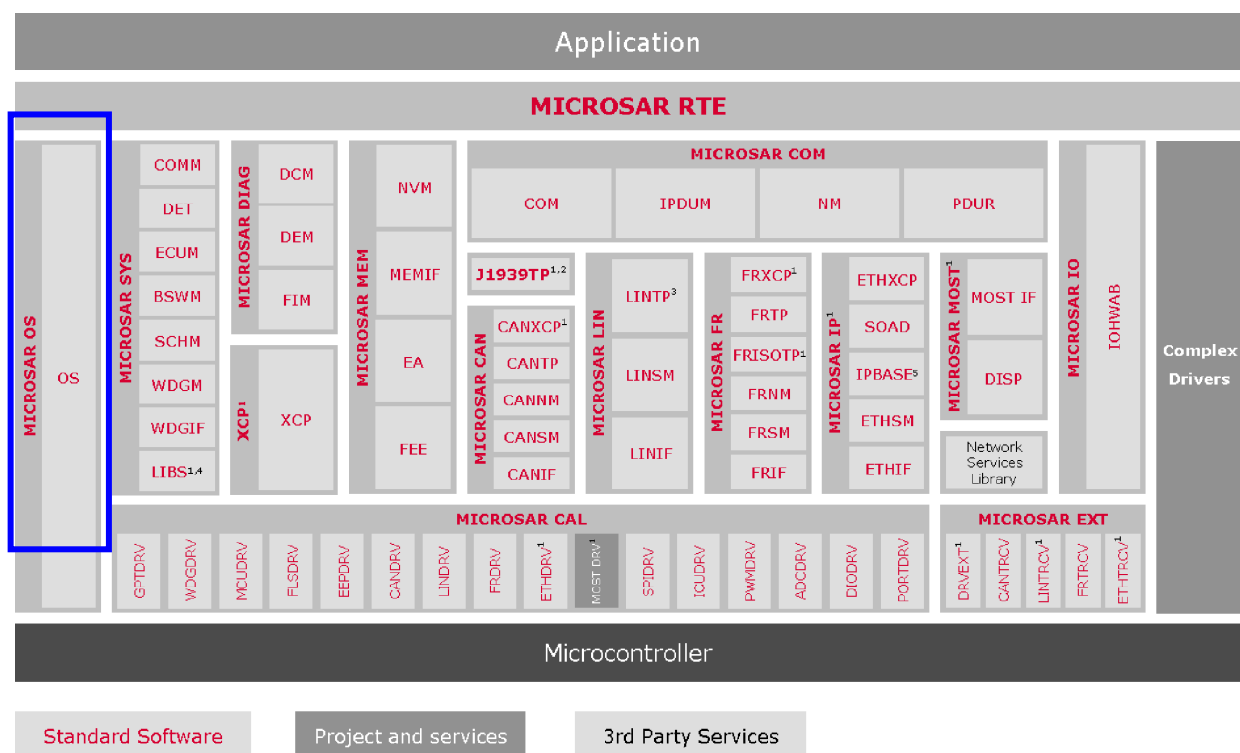 Application
MICROSAR RTE
MICROSAR OS
OS
MICROSAR SYS
COMM
DET
ECUM
BSWM
SCHM
WDGM
WDGIF
LIBS1,4
MICROSAR DIAG
DCM
DEM
FIM
XCP1
XCP
MICROSAR MEM
NVM
MEMIF
EA
FEE
MICROSAR COM
COM
IPDUM
NM
PDUR
J1939TP1,2
MICROSAR CAN
CANXCP1
CANTP
CANNM
CANSM
CANIF
MICROSAR LIN
LINTP3
LINSM
LINIF
MICROSAR FR
FRXCP1
FRTP
FRISOTP1
FRNM
FRSM
FRIF
MICROSAR IP1
ETHXCP
SOAD
IPBASE5
ETHSM
ETHIF
MICROSAR MOST1
MOST IF
DISP
Network
Services
Library
MICROSAR IO
IOHWAB
Complex
Drivers
MICROSAR CAL
GPTDRV
WDGDRV
MCUDRV
FLSDRV
EEPDRV
CANDRV
LINDRV
FRDRV
ETHDRV1
MOST DRV1
SPIDRV
ICUDRV
PWMDRV
ADCDRV
DIODRV
PORTDRV
MICROSAR EXT
DRVEXT1
CANTRCV
LINTRCV1
FRTRCV
ETHTRCV1
Microcontroller
Standard Software
Project and services
3rd Party Services